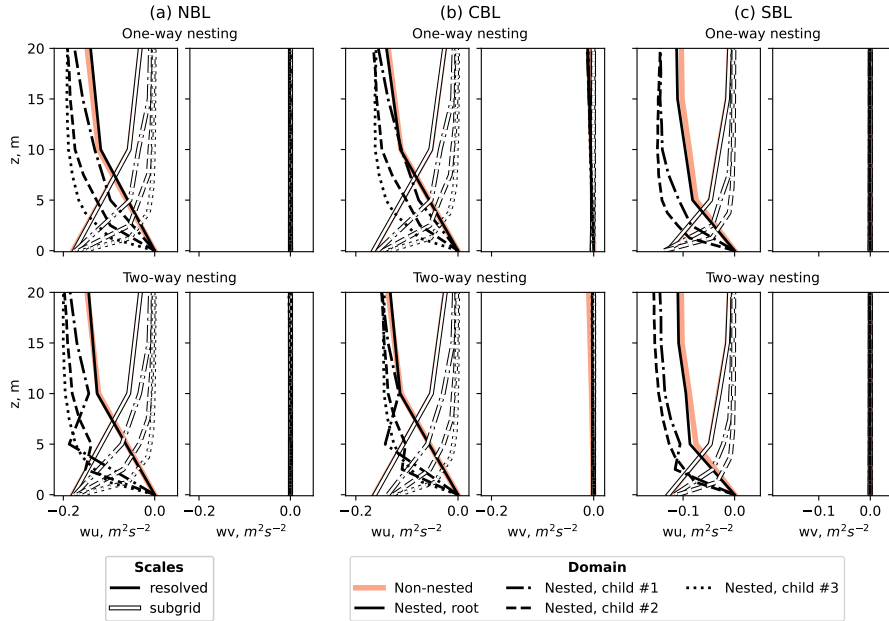 (a) NBL (b) CBL (c) SBL
One-way nesting One-way nesting One-way nesting
20
15
10
5
0
z, m
Two-way nesting Two-way nesting Two-way nesting
20
15
10
5
0
z, m
−0.2 0.0 −0.2 0.0 −0.2 0.0 −0.2 0.0 −0.1 0.0 −0.1 0.0
wu, m²s⁻² wv, m²s⁻² wu, m²s⁻² wv, m²s⁻² wu, m²s⁻² wv, m²s⁻²
Scales
resolved
subgrid
Domain
Non-nested Nested, child #1 Nested, child #3
Nested, root Nested, child #2